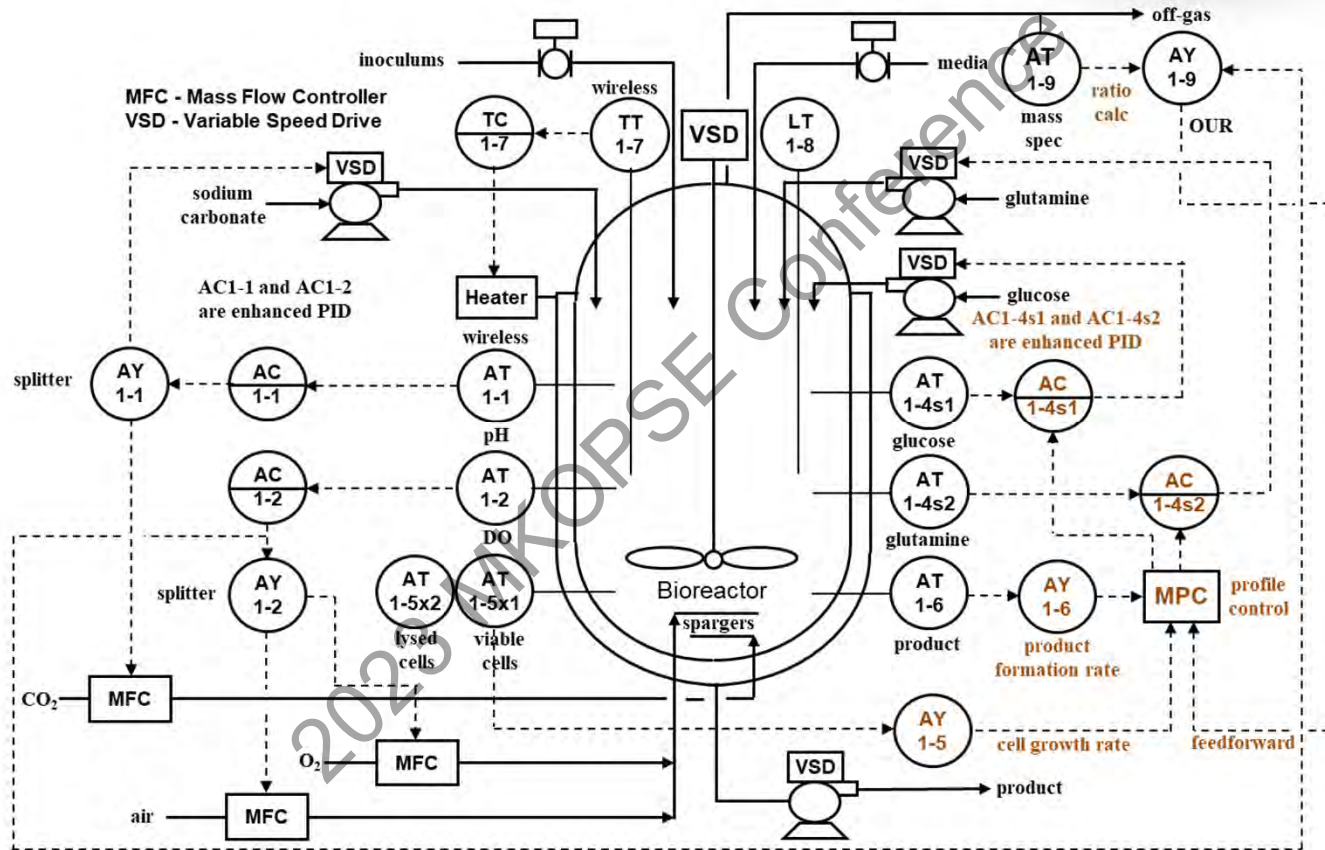 off-gas
inoculums
media
AT
1-9
AY
1-9
MFC - Mass Flow Controller
VSD - Variable Speed Drive
wireless
TC
1-7
TT
1-7
VSD
LT
1-8
mass
spec
ratio
calc
OUR
VSD
sodium
carbonate
VSD
glutamine
VSD
glucose
AC1-1 and AC1-2
are enhanced PID
Heater
AC1-4s1 and AC1-4s2
are enhanced PID
wireless
splitter
AY
1-1
AC
1-1
AT
1-1
pH
AT
1-4s1
glucose
AC
1-4s1
AC
1-2
AT
1-2
DO
AT
1-4s2
glutamine
AC
1-4s2
splitter
AY
1-2
AT
1-5x2
lysed
cells
AT
1-5x1
viable
cells
Bioreactor
spargers
AT
1-6
product
AY
1-6
product
formation rate
MPC
profile
control
CO2
MFC
O2
MFC
air
MFC
AY
1-5
cell growth rate
feedforward
VSD
product
2023 MKOPSE Conference